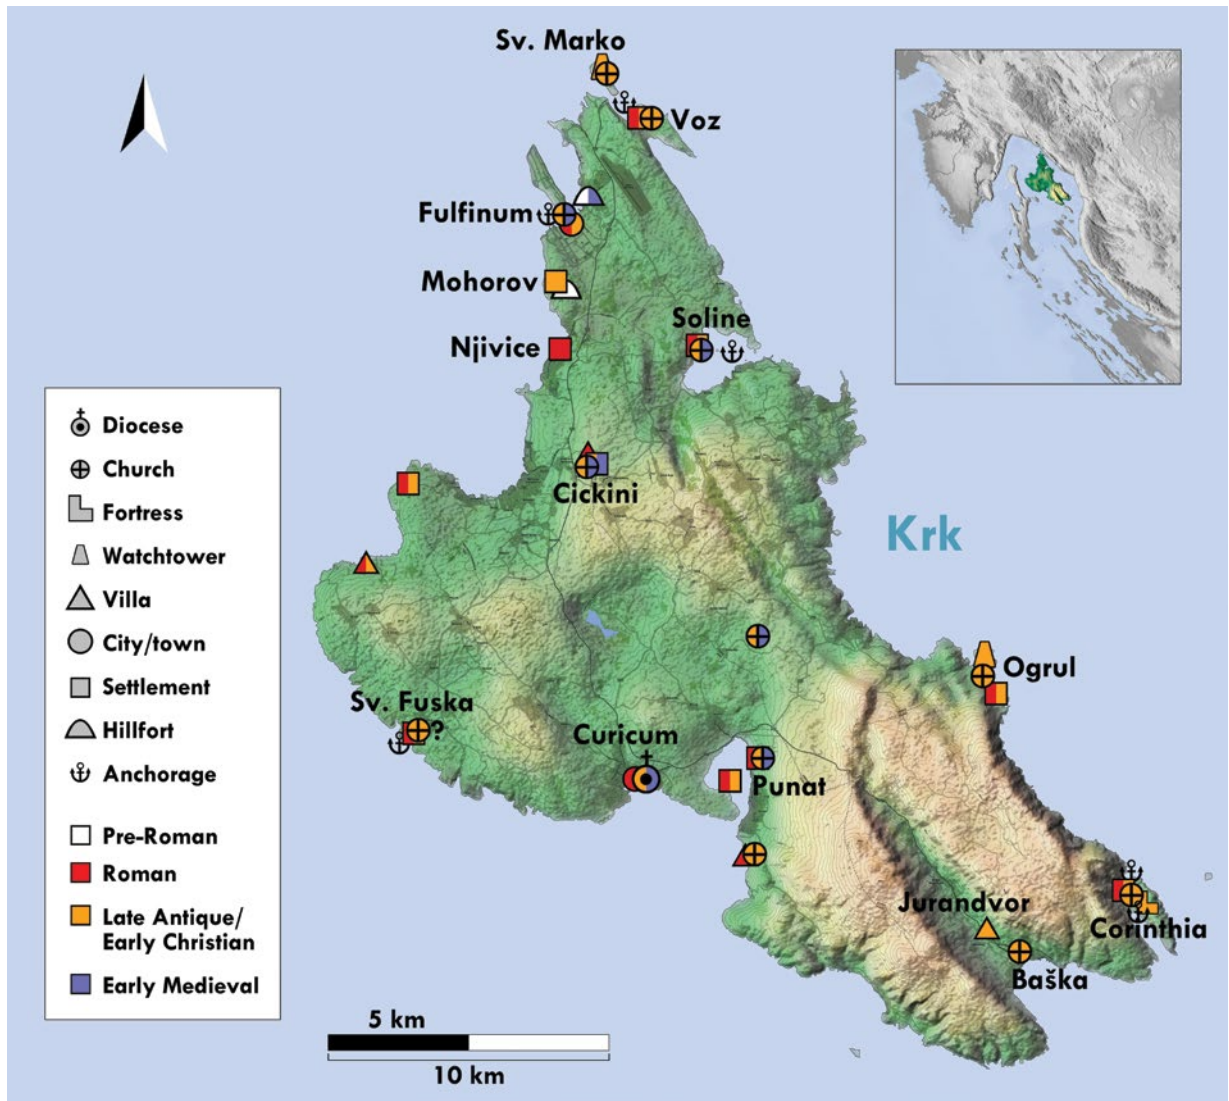 Sv. Marko
Voz
Fulfinum
Mohorov
Soline
Njivice
Cickini
Krk
Ogrul
Sv. Fuska
?
Curicum
Punat
Jurandvor
Corinthia
Baška
Diocese
Church
Fortress
Watchtower
Villa
City/town
Settlement
Hillfort
Anchorage
Pre-Roman
Roman
Late Antique/
Early Christian
Early Medieval
5 km
10 km